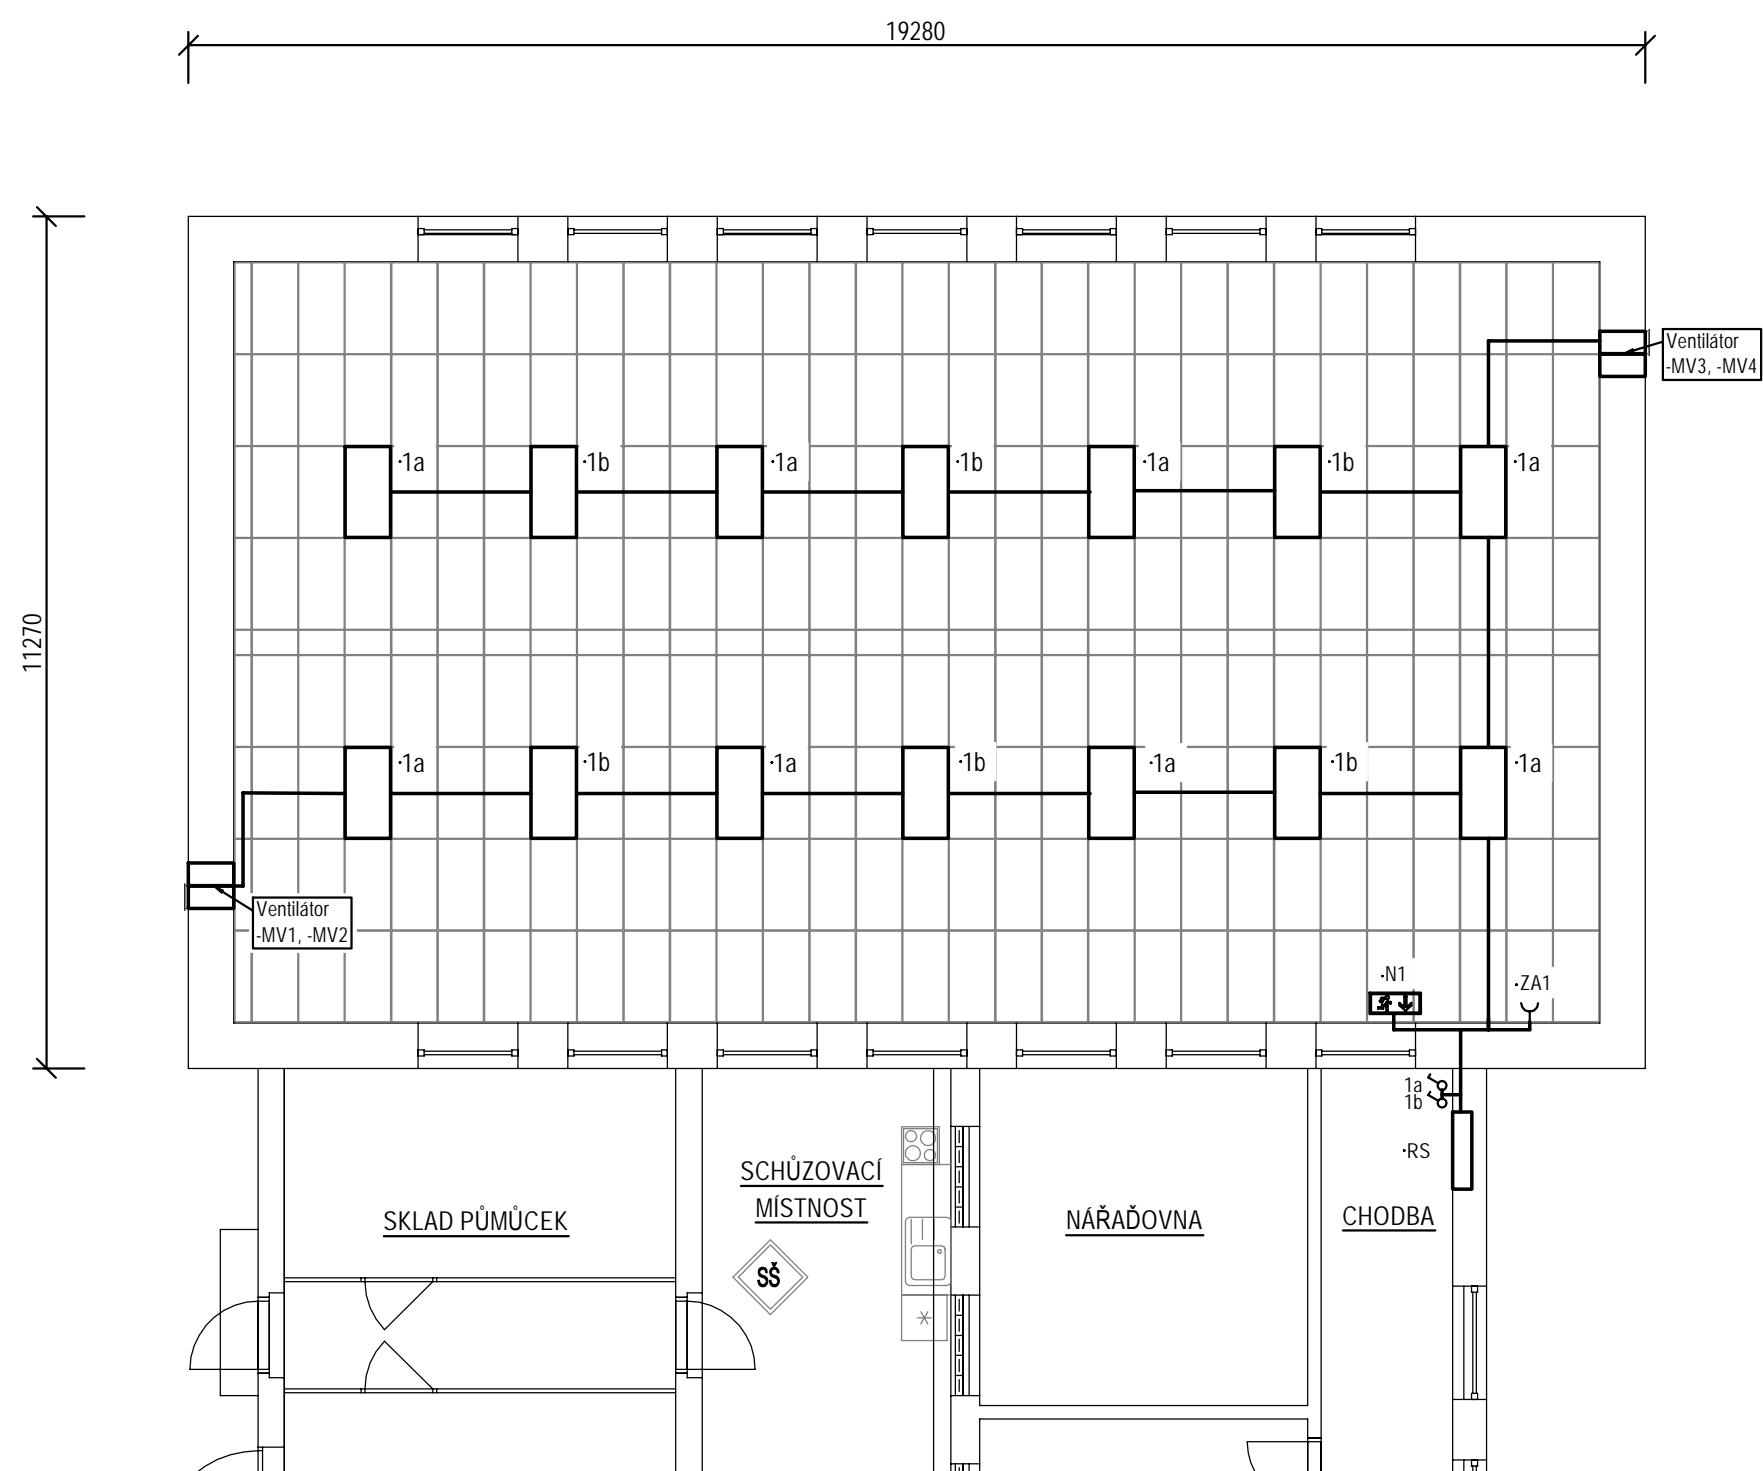 19280
11270
Ventilátor
-MV3, -MV4
1a
1b
1a
1b
1a
1b
1a
1a
1b
1a
1b
1a
1b
1a
Ventilátor
-MV1, -MV2
N1
ZA1
1a
1b
RS
SCHŮZOVACÍ
MÍSTNOST
SKLAD PŮMŮCEK
NÁŘAĎOVNA
CHODBA
SŠ